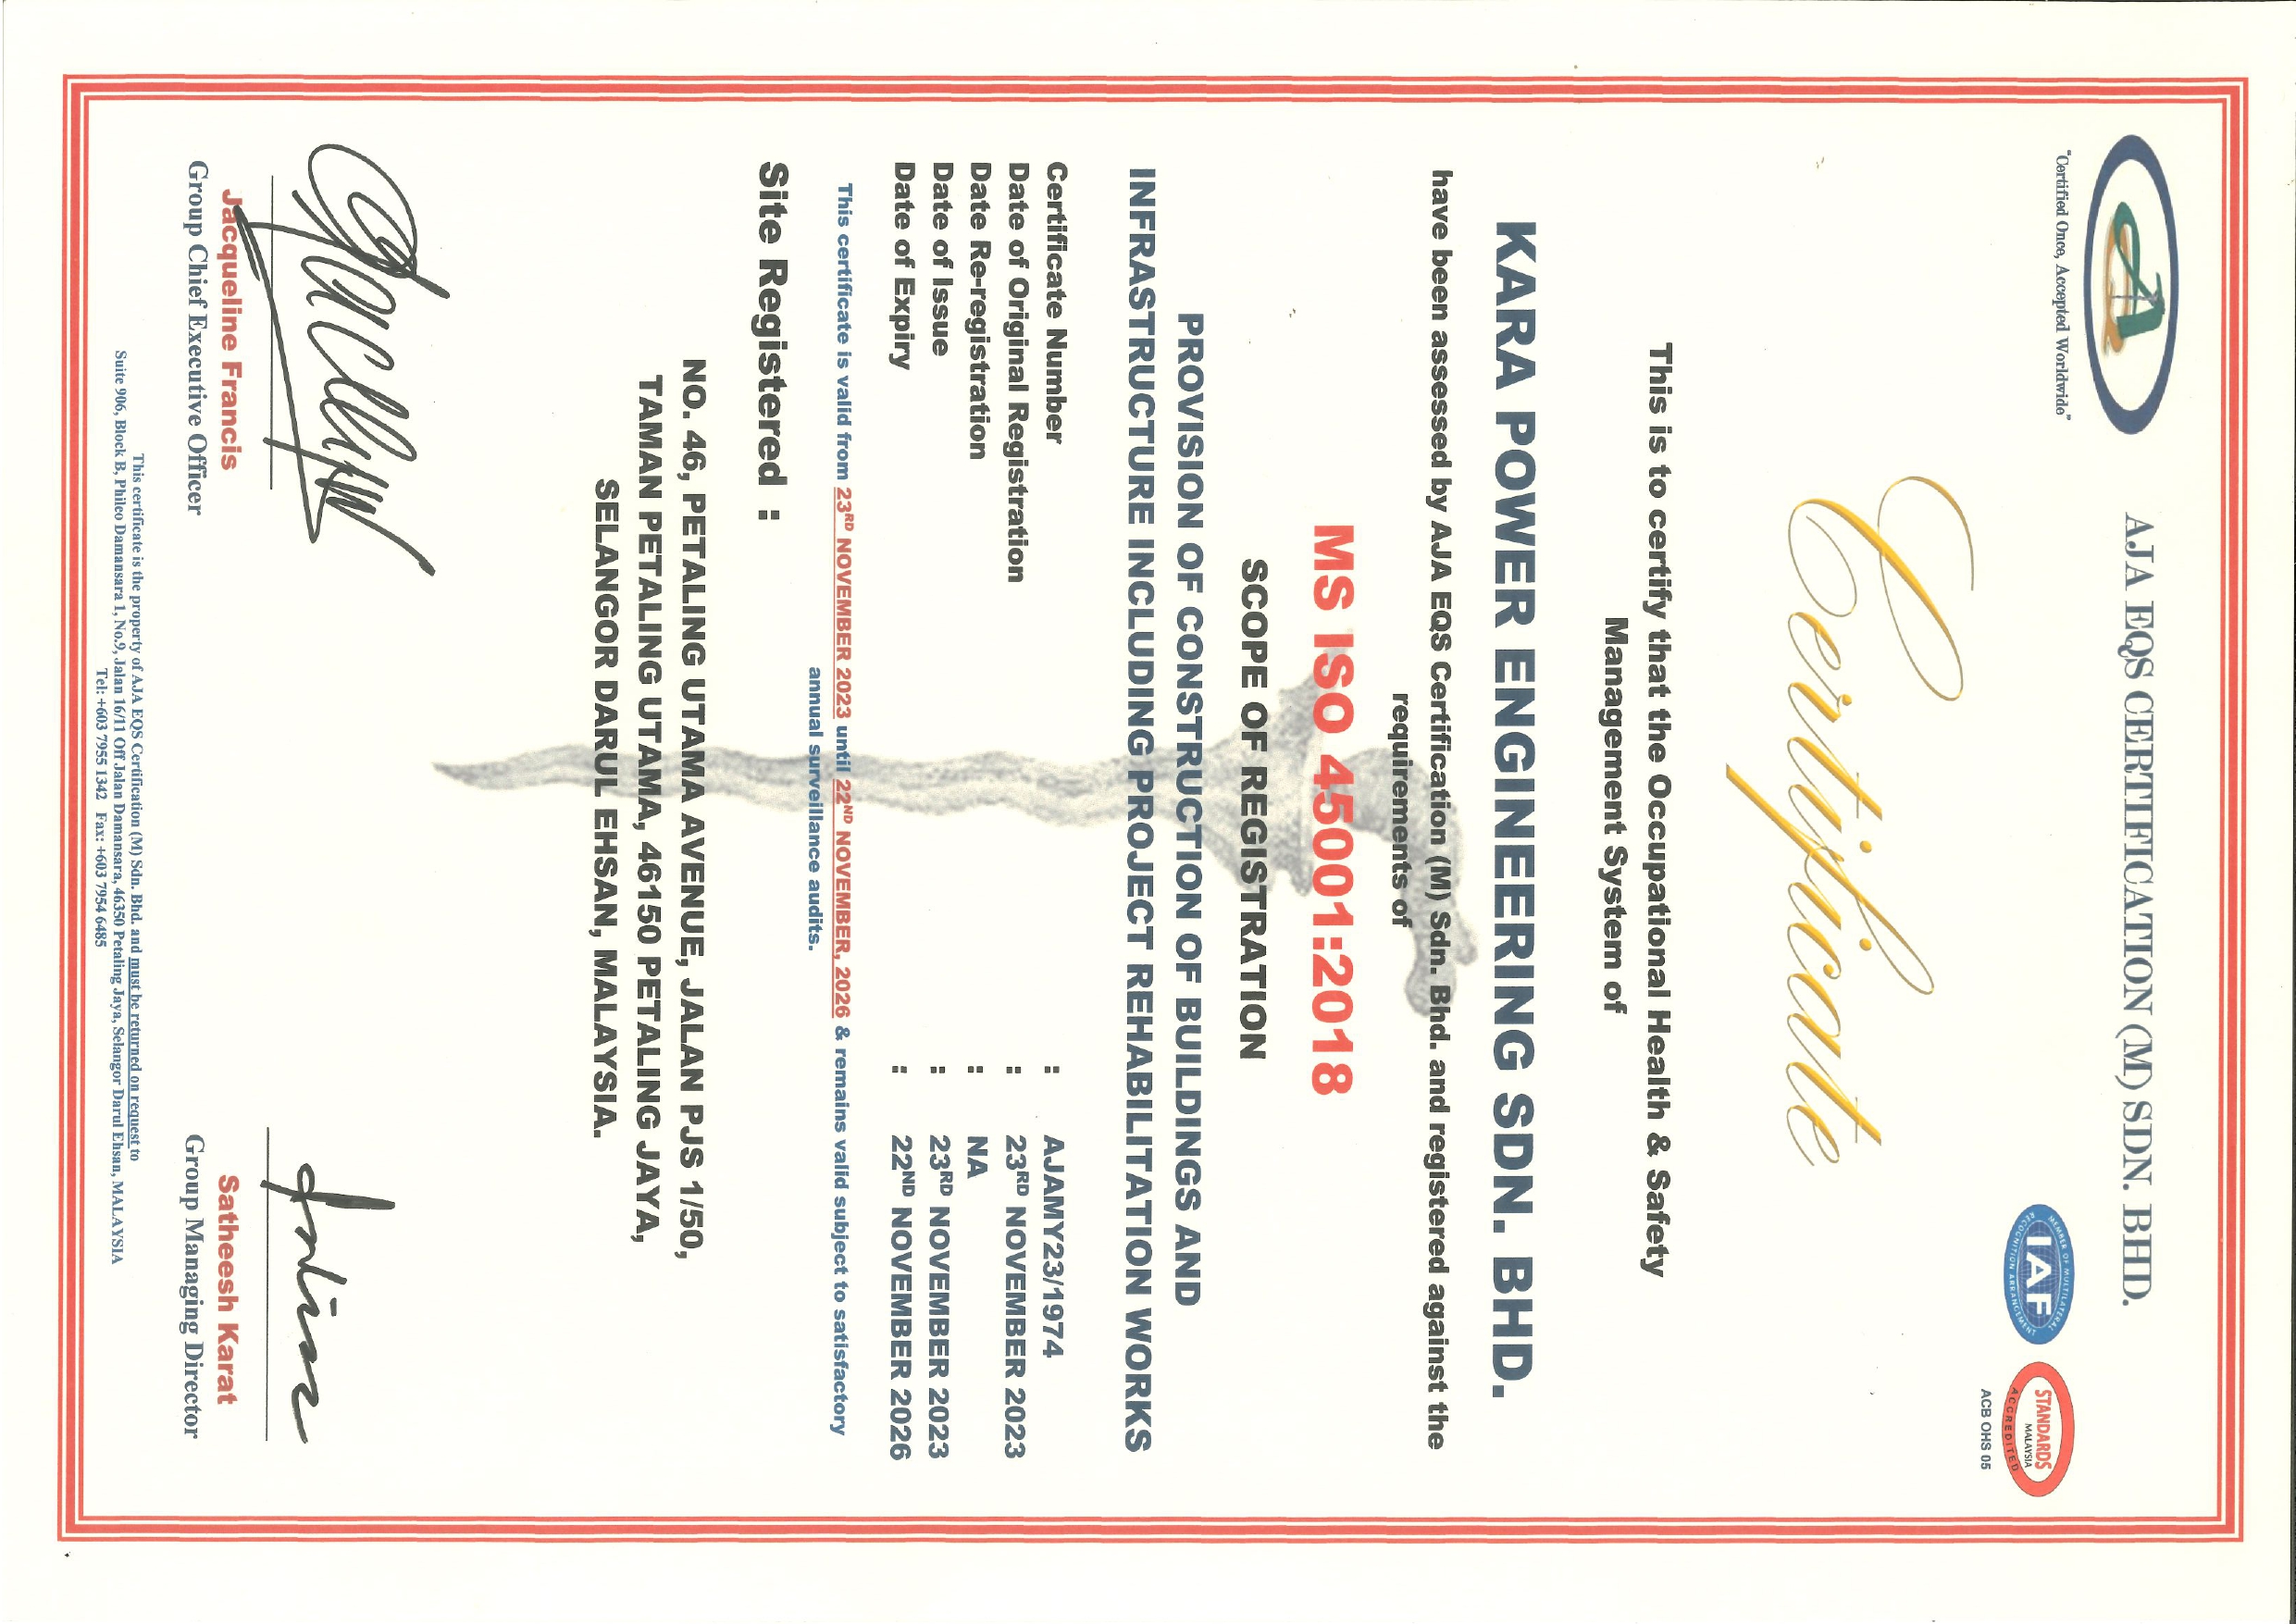 AJA EQS CERTIFICATION (M) SDN. BHD.
"Certified Once, Accepted Worldwide"
MEMBER OF MULTILATERAL
IAF
RECOGNITION ARRANGEMENT
STANDARDS
MALAYSIA
ACCREDITED
ACB OHS 05
Certificate
This is to certify that the Occupational Health & Safety
Management System of
KARA POWER ENGINEERING SDN. BHD.
have been assessed by AJA EQS Certification (M) Sdn. Bhd. and registered against the
requirements of
MS ISO 45001:2018
SCOPE OF REGISTRATION
PROVISION OF CONSTRUCTION OF BUILDINGS AND
INFRASTRUCTURE INCLUDING PROJECT REHABILITATION WORKS
Certificate Number : AJAMY23/1974
Date of Original Registration : 23RD NOVEMBER 2023
Date Re-registration : NA
Date of Issue : 23RD NOVEMBER 2023
Date of Expiry : 22ND NOVEMBER 2026
This certificate is valid from 23RD NOVEMBER 2023 until 22ND NOVEMBER, 2026 & remains valid subject to satisfactory
annual surveillance audits.
Site Registered :
NO. 46, PETALING UTAMA AVENUE, JALAN PJS 1/50,
TAMAN PETALING UTAMA, 46150 PETALING JAYA,
SELANGOR DARUL EHSAN, MALAYSIA.
Jacqueline Francis
Group Chief Executive Officer
Satheesh Karat
Group Managing Director
This certificate is the property of AJA EQS Certification (M) Sdn. Bhd. and must be returned on request to
Suite 906, Block B, Phileo Damansara 1, No.9, Jalan 16/11 Off Jalan Damansara, 46350 Petaling Jaya, Selangor Darul Ehsan, MALAYSIA
Tel: +603 7955 1342 Fax: +603 7954 6485